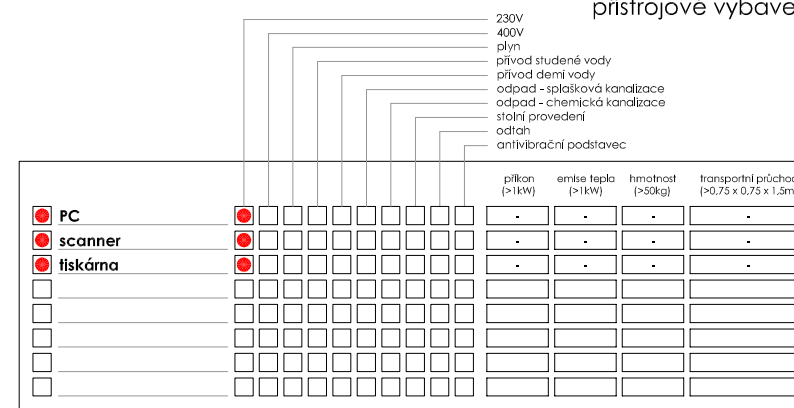 přístrojové vybave
230V
400V
plyn
přívod studené vody
přívod demi vody
odpad - splašková kanalizace
odpad - chemická kanalizace
stolní provedení
odtah
antivibrační podstavec
příkon emise tepla hmotnost transportní průchod
(>1kW) (>1kW) (>50kg) (>0,75 x 0,75 x 1,5m
PC - - - -
scanner - - - -
tiskárna - - - -